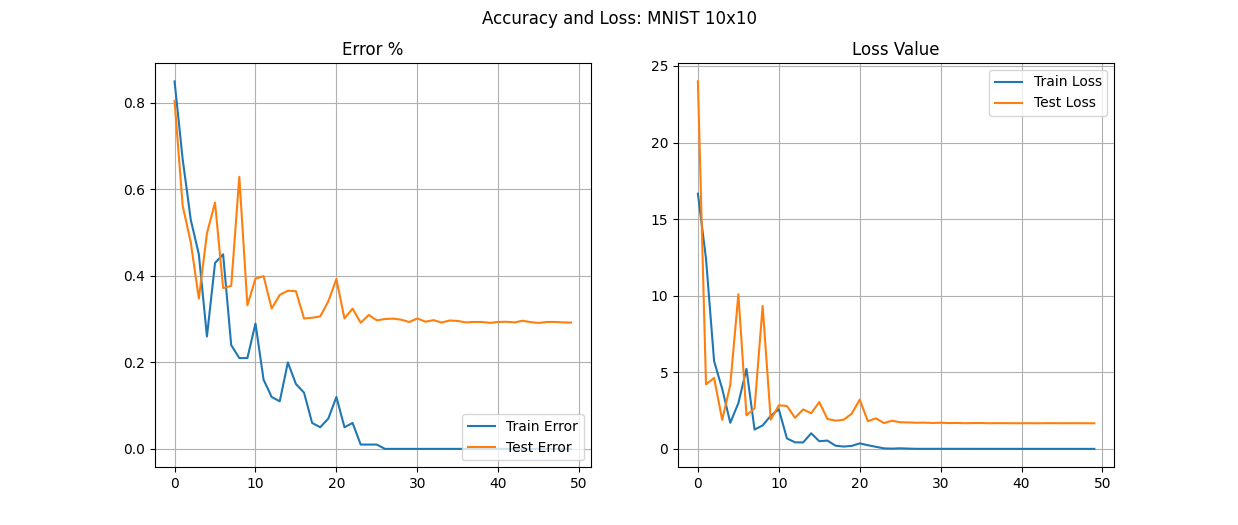 Accuracy and Loss: MNIST 10x10
Error %
0.8
0.6
0.4
0.2
0.0
0 10 20 30 40 50
Train Error
Test Error
Loss Value
25
20
15
10
5
0
0 10 20 30 40 50
Train Loss
Test Loss